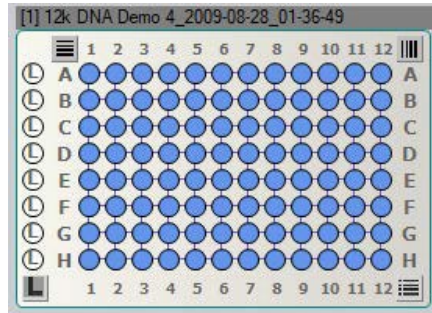 [1] 12k DNA Demo 4_2009-08-28_01-36-49
1 2 3 4 5 6 7 8 9 10 11 12
L A A
L B B
L C C
L D D
L E E
L F F
L G G
L H H
L 1 2 3 4 5 6 7 8 9 10 11 12